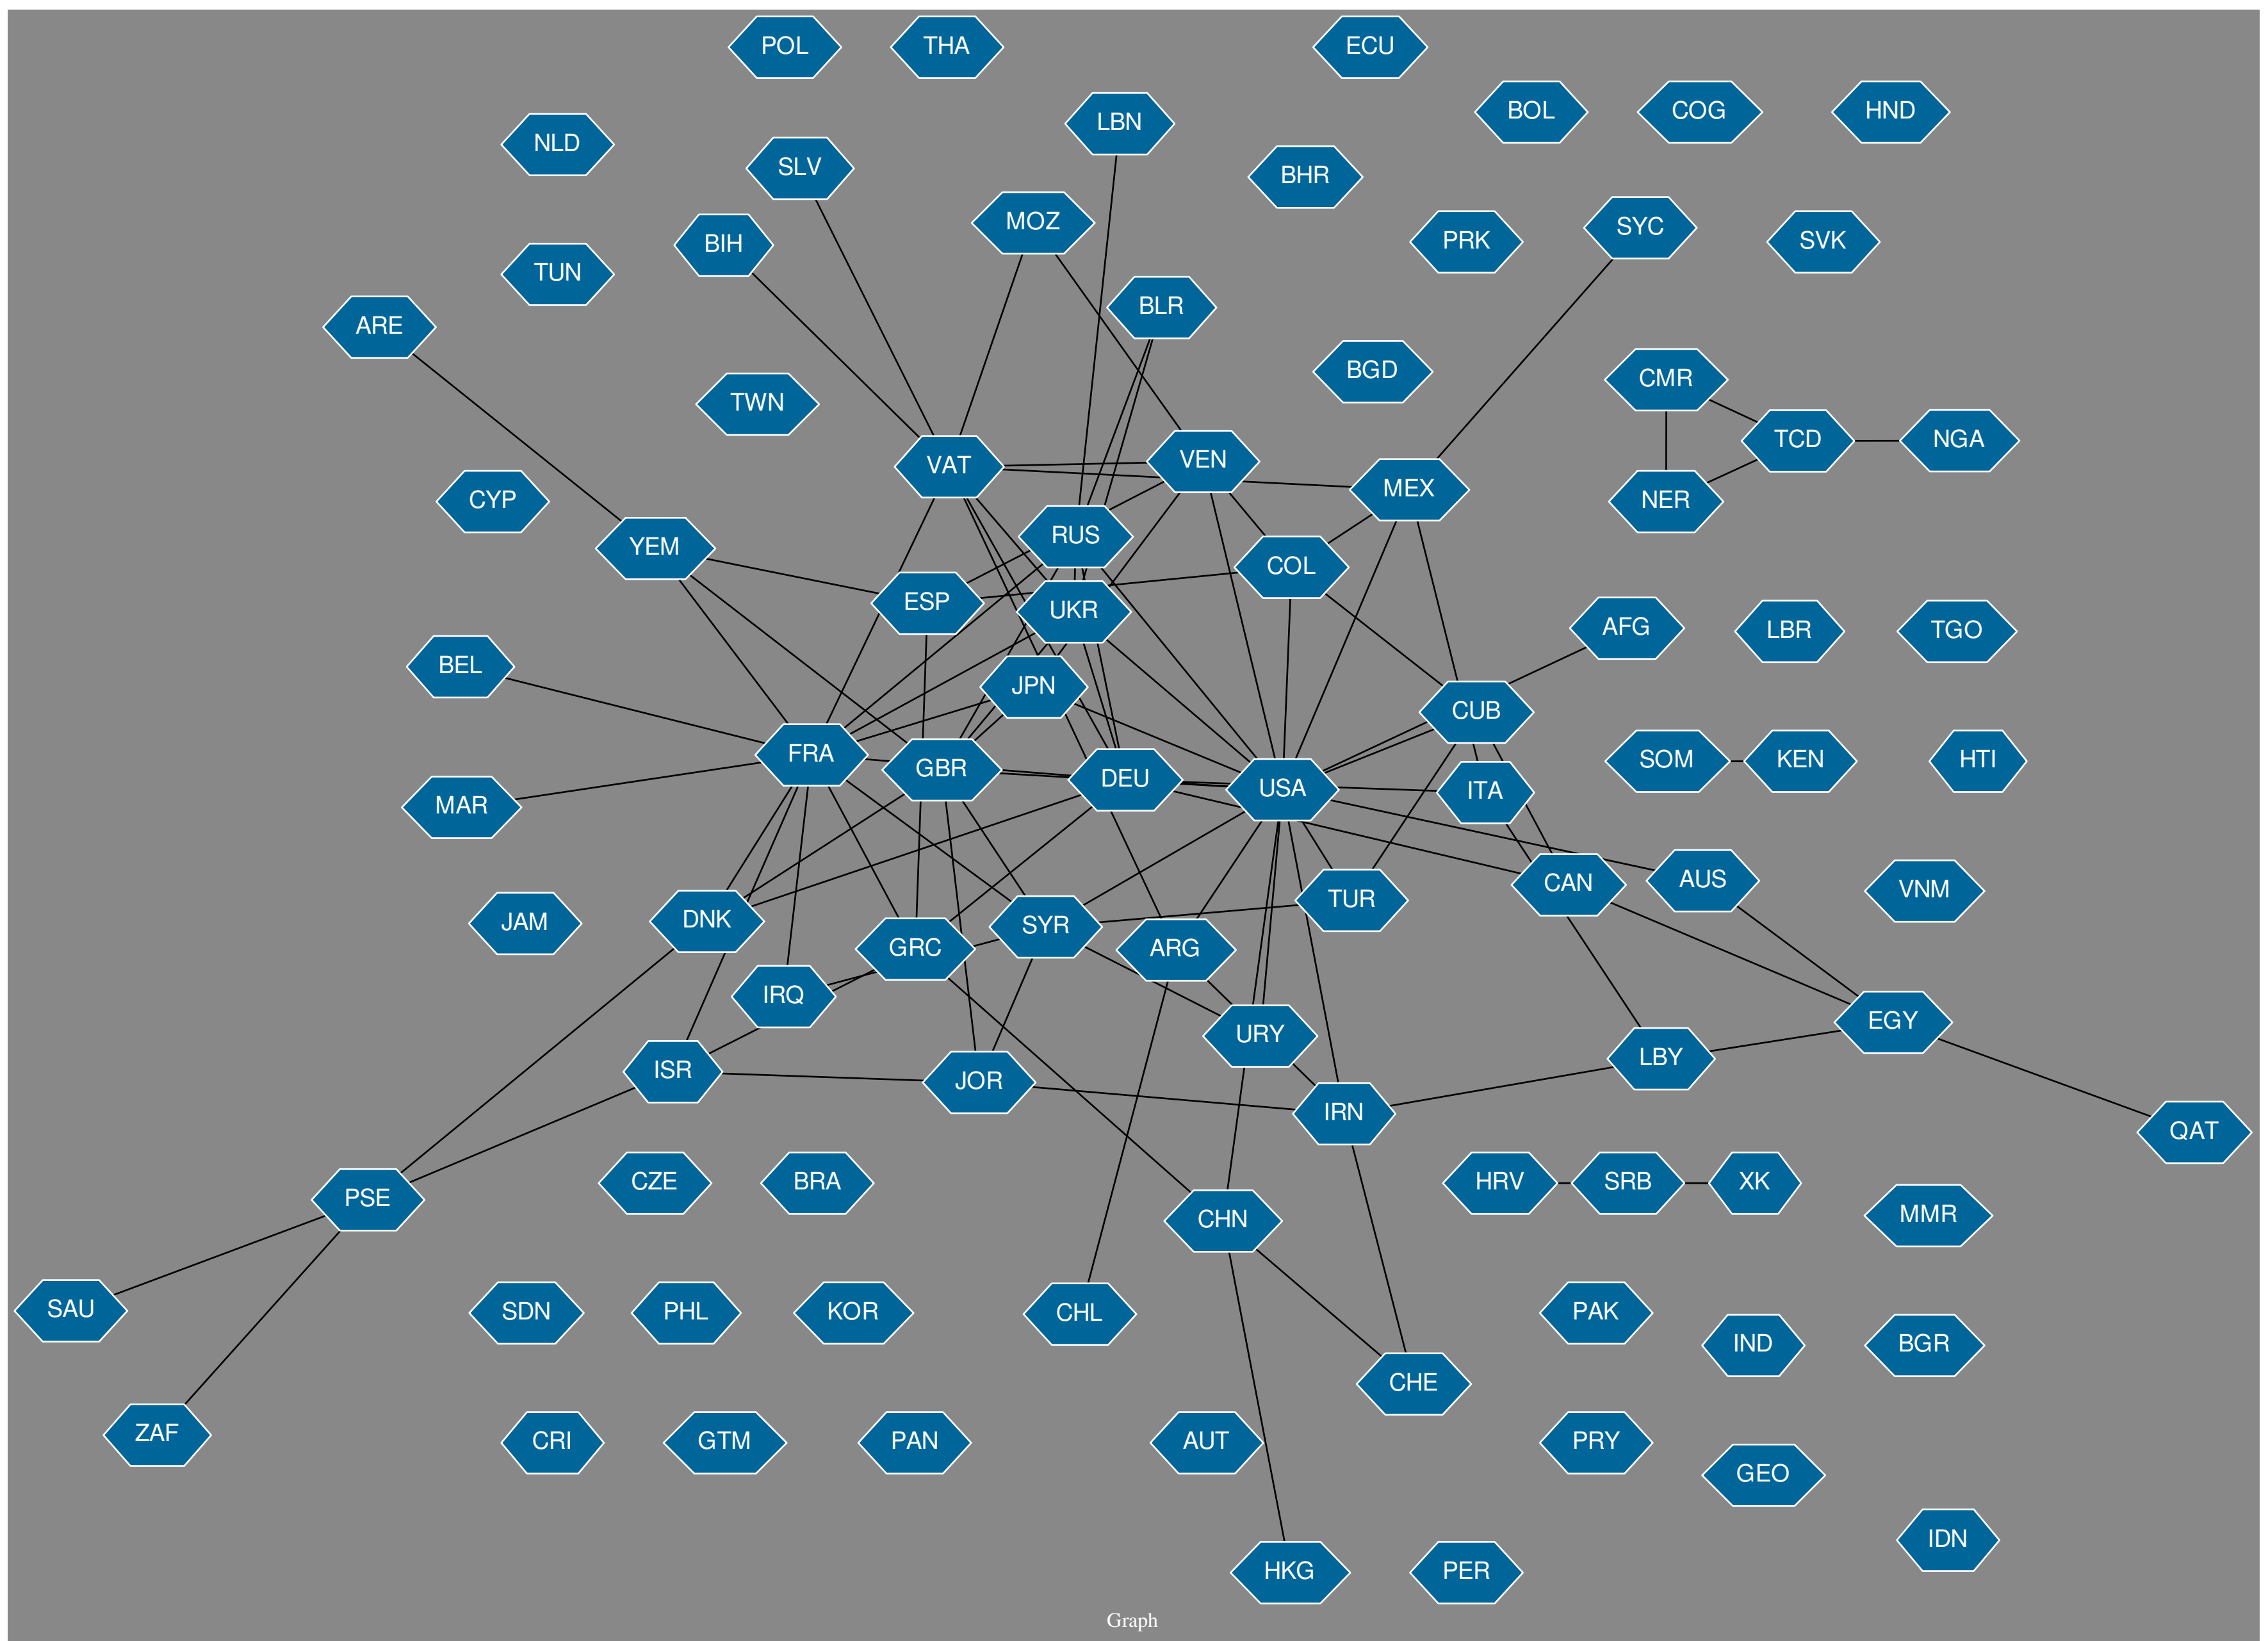 POL
THA
ECU
BOL
COG
HND
LBN
NLD
SLV
BHR
MOZ
SYC
BIH
PRK
SVK
TUN
BLR
ARE
BGD
CMR
TWN
TCD
NGA
VEN
VAT
MEX
CYP
NER
RUS
YEM
COL
ESP
UKR
AFG
LBR
TGO
BEL
JPN
CUB
FRA
SOM
KEN
HTI
GBR
DEU
USA
ITA
MAR
AUS
CAN
VNM
TUR
JAM
DNK
SYR
GRC
ARG
IRQ
EGY
URY
LBY
ISR
JOR
IRN
QAT
CZE
BRA
HRV
SRB
XK
PSE
MMR
CHN
SAU
SDN
PHL
KOR
CHL
PAK
IND
BGR
CHE
ZAF
CRI
GTM
PAN
AUT
PRY
GEO
IDN
HKG
PER
Graph